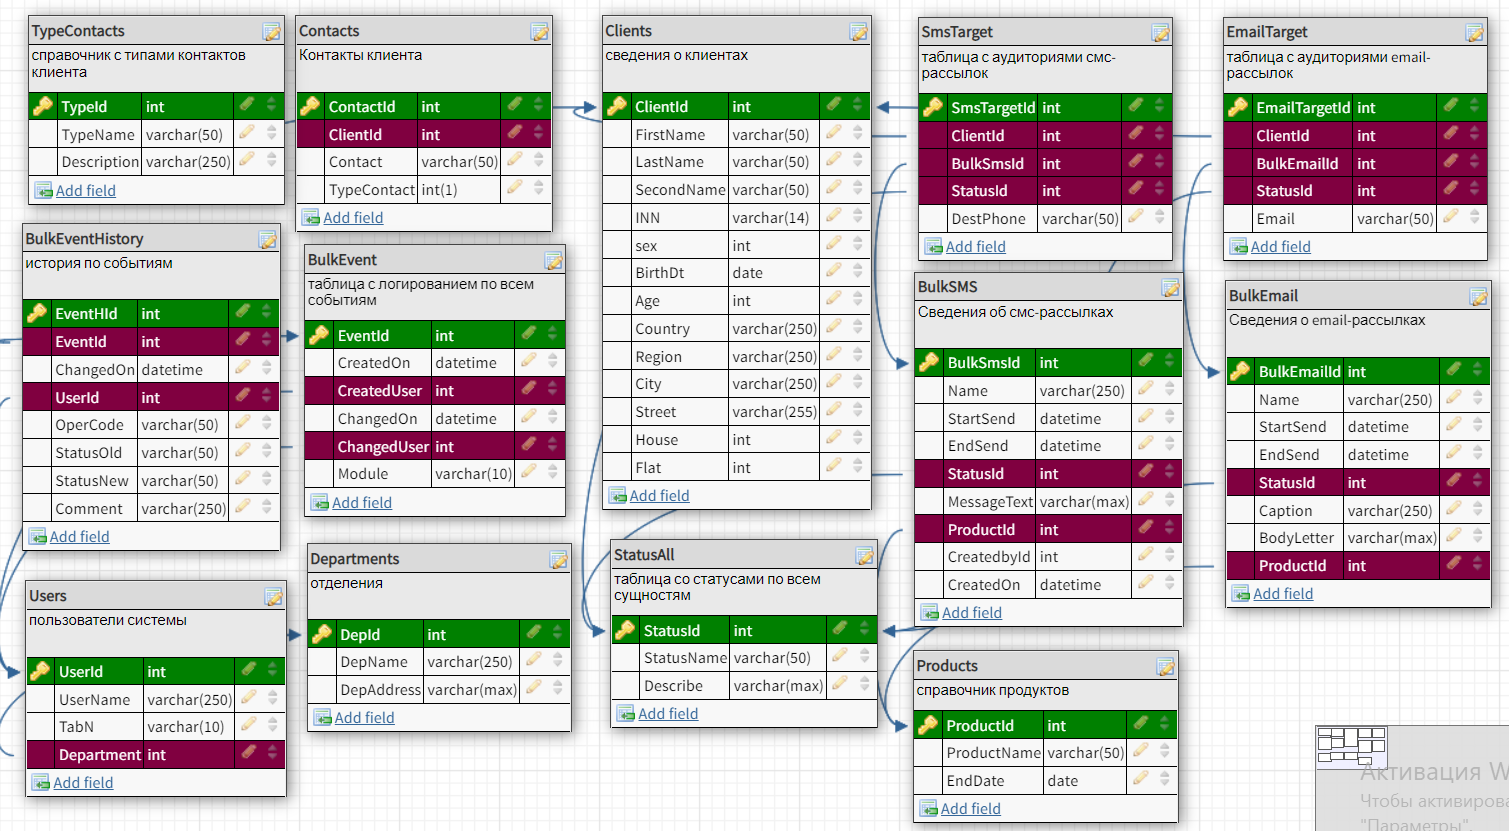 TypeContacts
справочник с типами контактов
клиента
TypeId int
TypeName varchar(50)
Description varchar(250)
Add field
Contacts
Контакты клиента
ContactId int
ClientId int
Contact varchar(50)
TypeContact int(1)
Add field
Clients
сведения о клиентах
ClientId int
FirstName varchar(50)
LastName varchar(50)
SecondName varchar(50)
INN varchar(14)
sex int
BirthDt date
Age int
Country varchar(250)
Region varchar(250)
City varchar(250)
Street varchar(255)
House int
Flat int
Add field
SmsTarget
таблица с аудиториями смс-
рассылок
SmsTargetId int
ClientId int
BulkSmsId int
StatusId int
DestPhone varchar(50)
Add field
EmailTarget
таблица с аудиториями email-
рассылок
EmailTargetId int
ClientId int
BulkEmailId int
StatusId int
Email varchar(50)
Add field
BulkEventHistory
история по событиям
EventHId int
EventId int
ChangedOn datetime
UserId int
OperCode varchar(50)
StatusOld varchar(50)
StatusNew varchar(50)
Comment varchar(250)
Add field
BulkEvent
таблица с логированием по всем
событиям
EventId int
CreatedOn datetime
CreatedUser int
ChangedOn datetime
ChangedUser int
Module varchar(10)
Add field
BulkSMS
Сведения об смс-рассылках
BulkSmsId int
Name varchar(250)
StartSend datetime
EndSend datetime
StatusId int
MessageText varchar(max)
ProductId int
CreatedbyId int
CreatedOn datetime
Add field
BulkEmail
Сведения о email-рассылках
BulkEmailId int
Name varchar(250)
StartSend datetime
EndSend datetime
StatusId int
Caption varchar(250)
BodyLetter varchar(max)
ProductId int
Add field
Users
пользователи системы
UserId int
UserName varchar(250)
TabN varchar(10)
Department int
Add field
Departments
отделения
DepId int
DepName varchar(250)
DepAddress varchar(max)
Add field
StatusAll
таблица со статусами по всем
сущностям
StatusId int
StatusName varchar(50)
Describe varchar(max)
Add field
Products
справочник продуктов
ProductId int
ProductName varchar(50)
EndDate date
Add field
Активация W
Чтобы активирова
"Параметры".